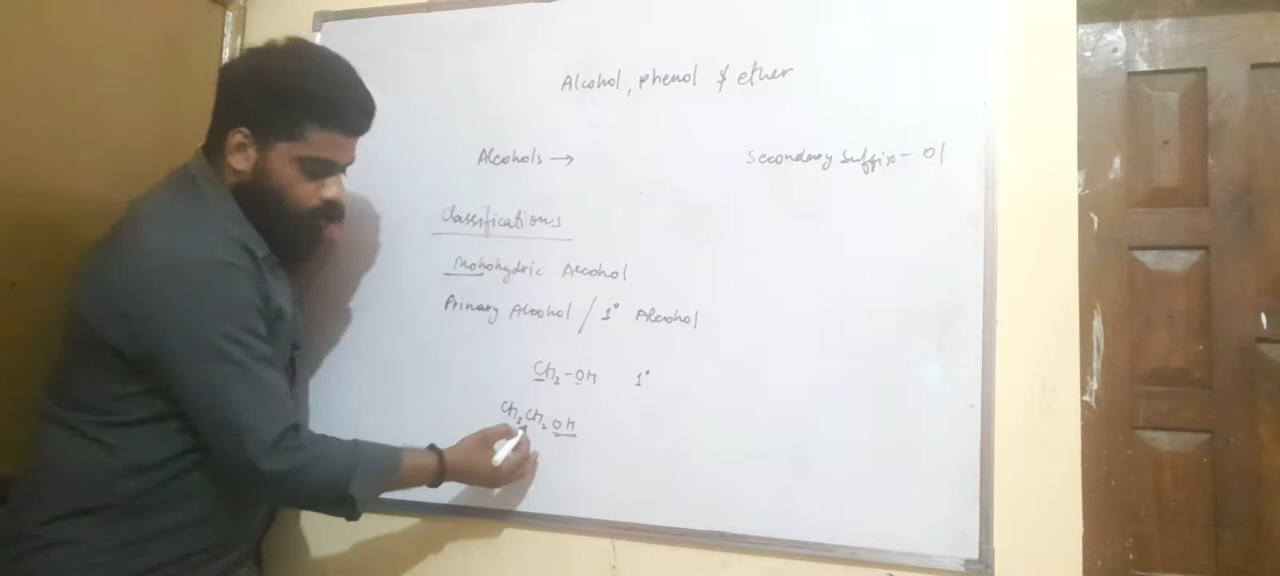 Alcohol, phenol & ether
Alcohols → Secondary Suffix - ol
Classifications
Monohydric Alcohol
Primary Alcohol / 1° Alcohol
CH₃-OH 1°
CH₃CH₂OH